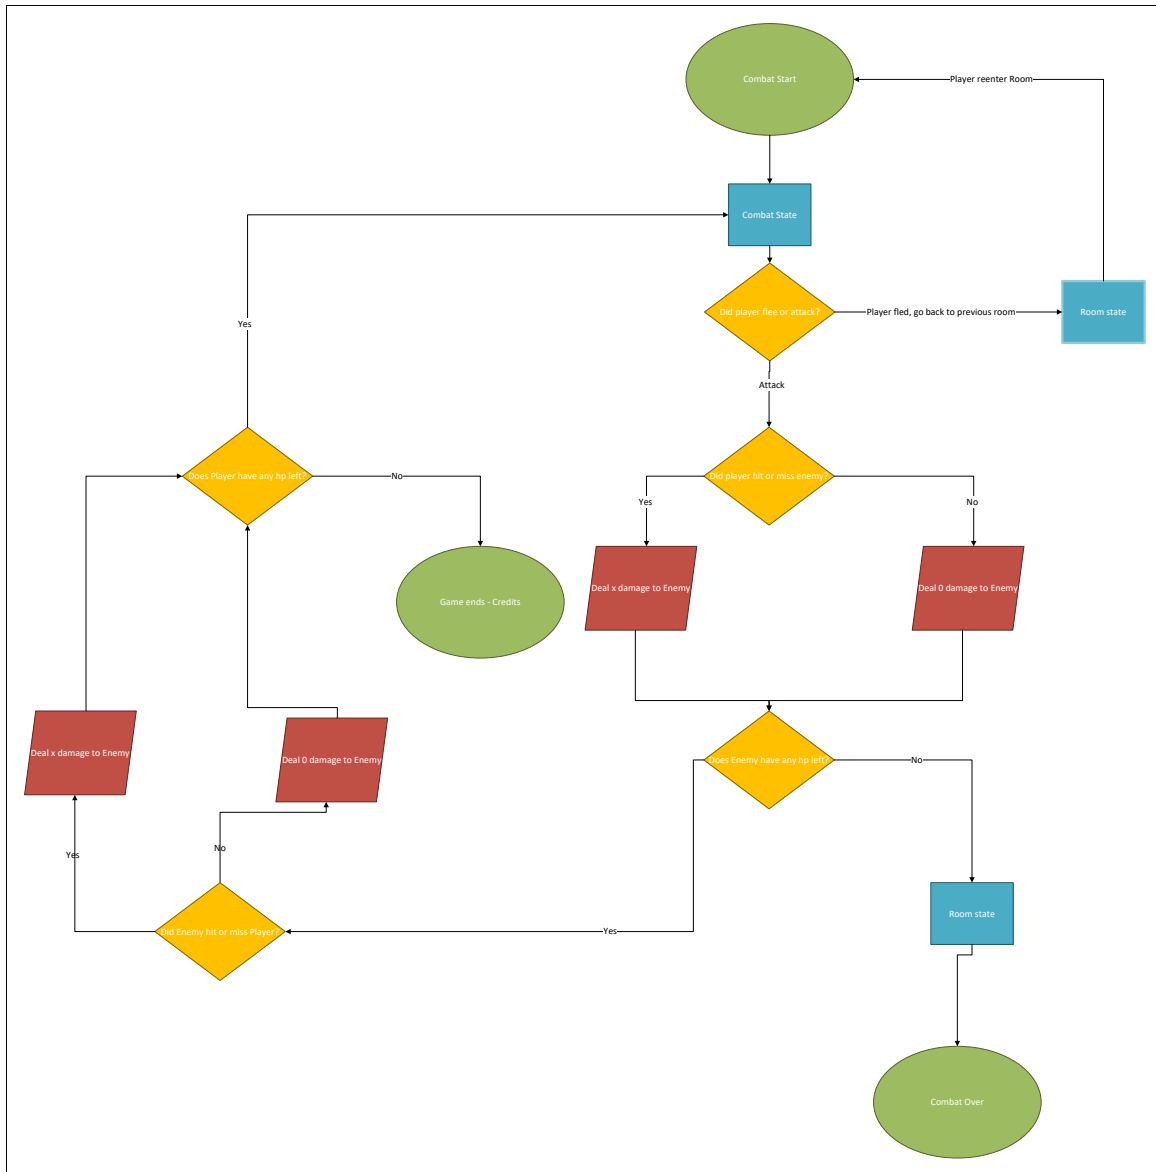 Combat Start
Player reenter Room
Combat State
Did player flee or attack?
Player fled, go back to previous room
Room state
Yes
Attack
Does Player have any hp left?
No
Did player hit or miss enemy?
Yes
No
Deal x damage to Enemy
Deal 0 damage to Enemy
Game ends - Credits
Deal x damage to Enemy
Deal 0 damage to Enemy
Does Enemy have any hp left?
No
Yes
No
Did Enemy hit or miss Player?
Yes
Room state
Combat Over